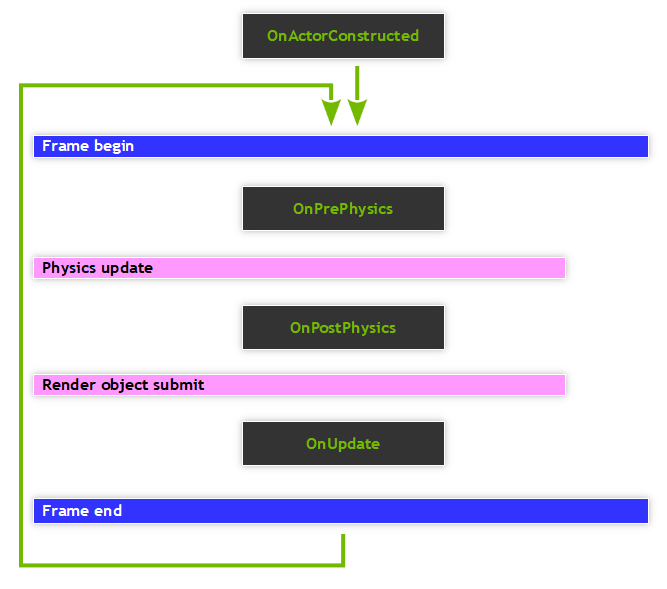 OnActorConstructed
Frame begin
OnPrePhysics
Physics update
OnPostPhysics
Render object submit
OnUpdate
Frame end